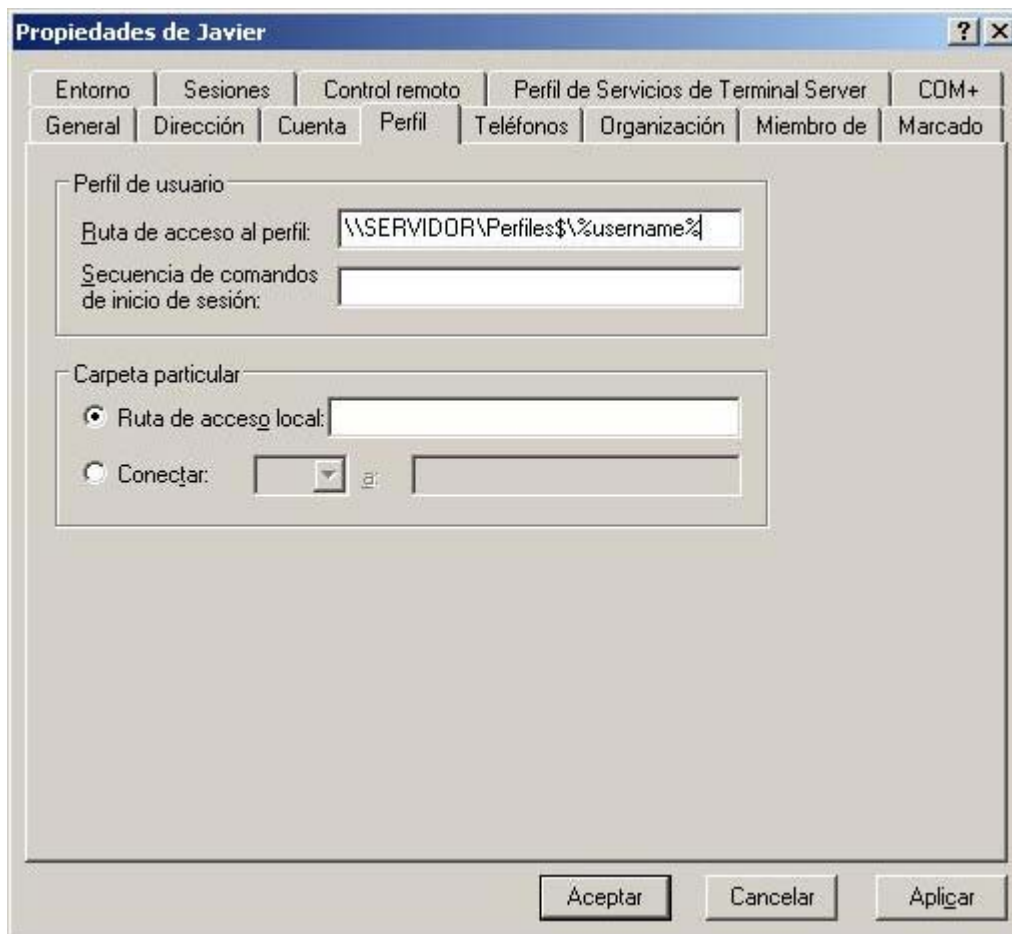 Propiedades de Javier
Entorno
Sesiones
Control remoto
Perfil de Servicios de Terminal Server
COM+
General
Dirección
Cuenta
Perfil
Teléfonos
Organización
Miembro de
Marcado
Perfil de usuario
Ruta de acceso al perfil: \\SERVIDOR\Perfiles$\%username%
Secuencia de comandos
de inicio de sesión:
Carpeta particular
Ruta de acceso local:
Conectar: a:
Aceptar
Cancelar
Aplicar